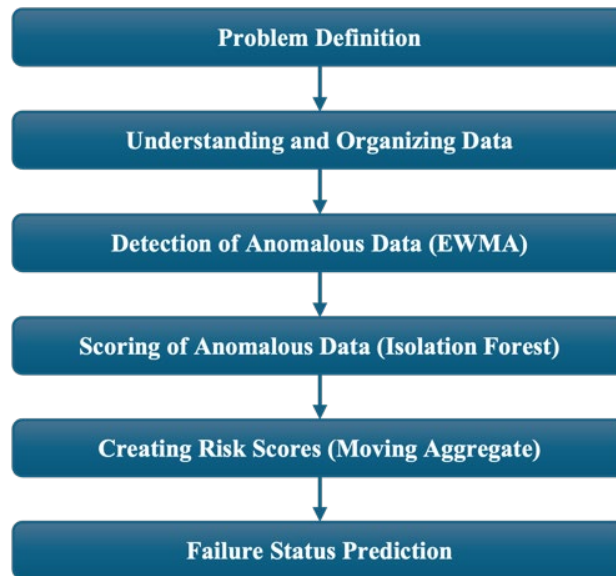 Problem Definition
Understanding and Organizing Data
Detection of Anomalous Data (EWMA)
Scoring of Anomalous Data (Isolation Forest)
Creating Risk Scores (Moving Aggregate)
Failure Status Prediction